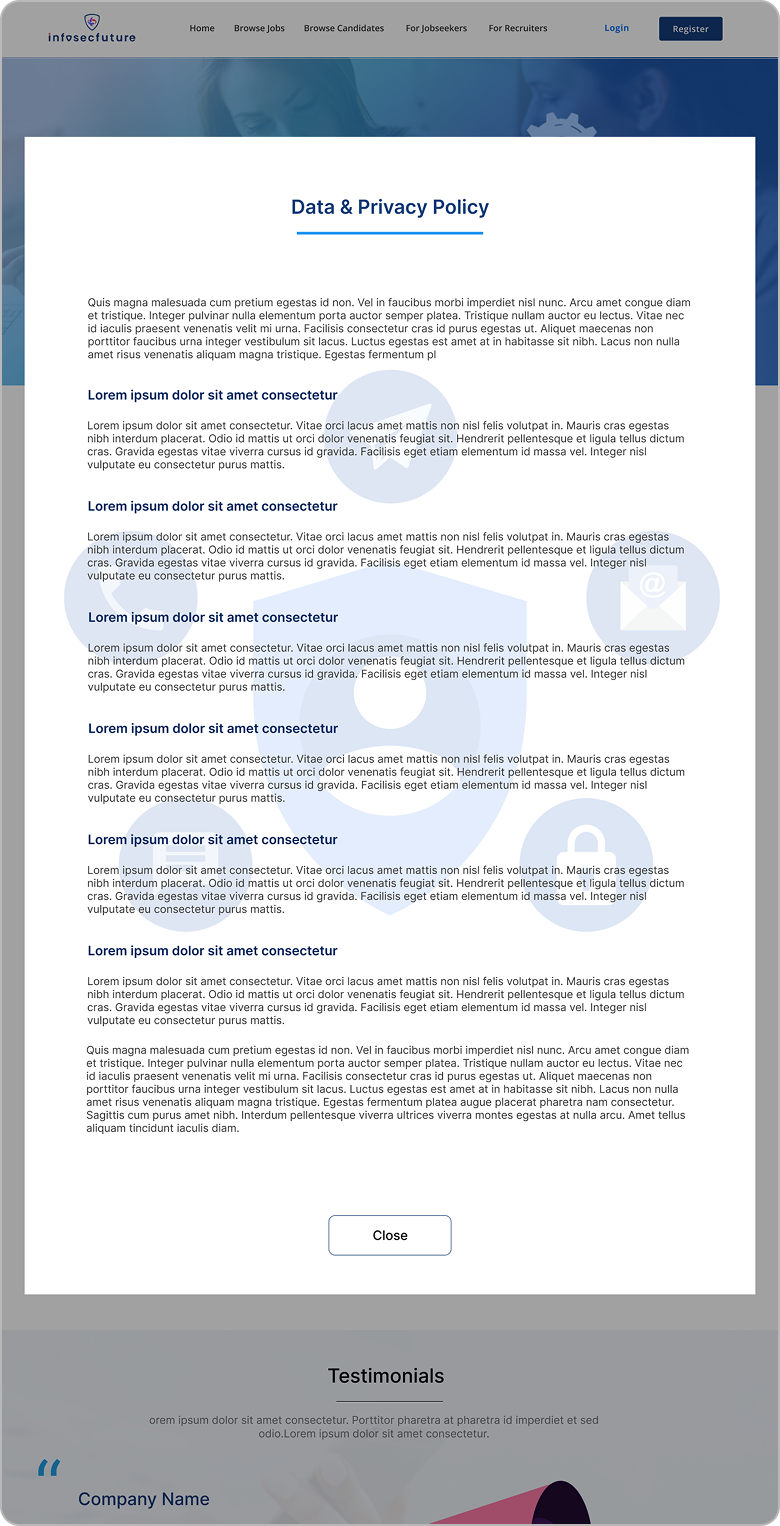 infosecfuture
Home Browse Jobs Browse Candidates For Jobseekers For Recruiters Login Register
Data & Privacy Policy
Quis magna malesuada cum pretium egestas id non. Vel in faucibus morbi imperdiet nisl nunc. Arcu amet congue diam
et tristique. Integer pulvinar nulla elementum porta auctor semper platea. Tristique nullam auctor eu lectus. Vitae nec
id iaculis praesent venenatis velit mi urna. Facilisis consectetur cras id purus egestas ut. Aliquet maecenas non
porttitor faucibus urna integer vestibulum sit lacus. Luctus egestas est amet at in habitasse sit nibh. Lacus non nulla
amet risus venenatis aliquam magna tristique. Egestas fermentum pl
Lorem ipsum dolor sit amet consectetur
Lorem ipsum dolor sit amet consectetur. Vitae orci lacus amet mattis non nisl felis volutpat in. Mauris cras egestas
nibh interdum placerat. Odio id mattis ut orci dolor venenatis feugiat sit. Hendrerit pellentesque et ligula tellus dictum
cras. Gravida egestas vitae viverra cursus id gravida. Facilisis eget etiam elementum id massa vel. Integer nisl
vulputate eu consectetur purus mattis.
Lorem ipsum dolor sit amet consectetur
Lorem ipsum dolor sit amet consectetur. Vitae orci lacus amet mattis non nisl felis volutpat in. Mauris cras egestas
nibh interdum placerat. Odio id mattis ut orci dolor venenatis feugiat sit. Hendrerit pellentesque et ligula tellus dictum
cras. Gravida egestas vitae viverra cursus id gravida. Facilisis eget etiam elementum id massa vel. Integer nisl
vulputate eu consectetur purus mattis.
@
Lorem ipsum dolor sit amet consectetur
Lorem ipsum dolor sit amet consectetur. Vitae orci lacus amet mattis non nisl felis volutpat in. Mauris cras egestas
nibh interdum placerat. Odio id mattis ut orci dolor venenatis feugiat sit. Hendrerit pellentesque et ligula tellus dictum
cras. Gravida egestas vitae viverra cursus id gravida. Facilisis eget etiam elementum id massa vel. Integer nisl
vulputate eu consectetur purus mattis.
Lorem ipsum dolor sit amet consectetur
Lorem ipsum dolor sit amet consectetur. Vitae orci lacus amet mattis non nisl felis volutpat in. Mauris cras egestas
nibh interdum placerat. Odio id mattis ut orci dolor venenatis feugiat sit. Hendrerit pellentesque et ligula tellus dictum
cras. Gravida egestas vitae viverra cursus id gravida. Facilisis eget etiam elementum id massa vel. Integer nisl
vulputate eu consectetur purus mattis.
Lorem ipsum dolor sit amet consectetur
Lorem ipsum dolor sit amet consectetur. Vitae orci lacus amet mattis non nisl felis volutpat in. Mauris cras egestas
nibh interdum placerat. Odio id mattis ut orci dolor venenatis feugiat sit. Hendrerit pellentesque et ligula tellus dictum
cras. Gravida egestas vitae viverra cursus id gravida. Facilisis eget etiam elementum id massa vel. Integer nisl
vulputate eu consectetur purus mattis.
Lorem ipsum dolor sit amet consectetur
Lorem ipsum dolor sit amet consectetur. Vitae orci lacus amet mattis non nisl felis volutpat in. Mauris cras egestas
nibh interdum placerat. Odio id mattis ut orci dolor venenatis feugiat sit. Hendrerit pellentesque et ligula tellus dictum
cras. Gravida egestas vitae viverra cursus id gravida. Facilisis eget etiam elementum id massa vel. Integer nisl
vulputate eu consectetur purus mattis.
Quis magna malesuada cum pretium egestas id non. Vel in faucibus morbi imperdiet nisl nunc. Arcu amet congue diam
et tristique. Integer pulvinar nulla elementum porta auctor semper platea. Tristique nullam auctor eu lectus. Vitae nec
id iaculis praesent venenatis velit mi urna. Facilisis consectetur cras id purus egestas ut. Aliquet maecenas non
porttitor faucibus urna integer vestibulum sit lacus. Luctus egestas est amet at in habitasse sit nibh. Lacus non nulla
amet risus venenatis aliquam magna tristique. Egestas fermentum platea augue placerat pharetra nam consectetur.
Sagittis cum purus amet nibh. Interdum pellentesque viverra ultrices viverra montes egestas at nulla arcu. Amet tellus
aliquam tincidunt iaculis diam.
Close
Testimonials
orem ipsum dolor sit amet consectetur. Porttitor pharetra at pharetra id imperdiet et sed
odio.Lorem ipsum dolor sit amet consectetur.
“
Company Name